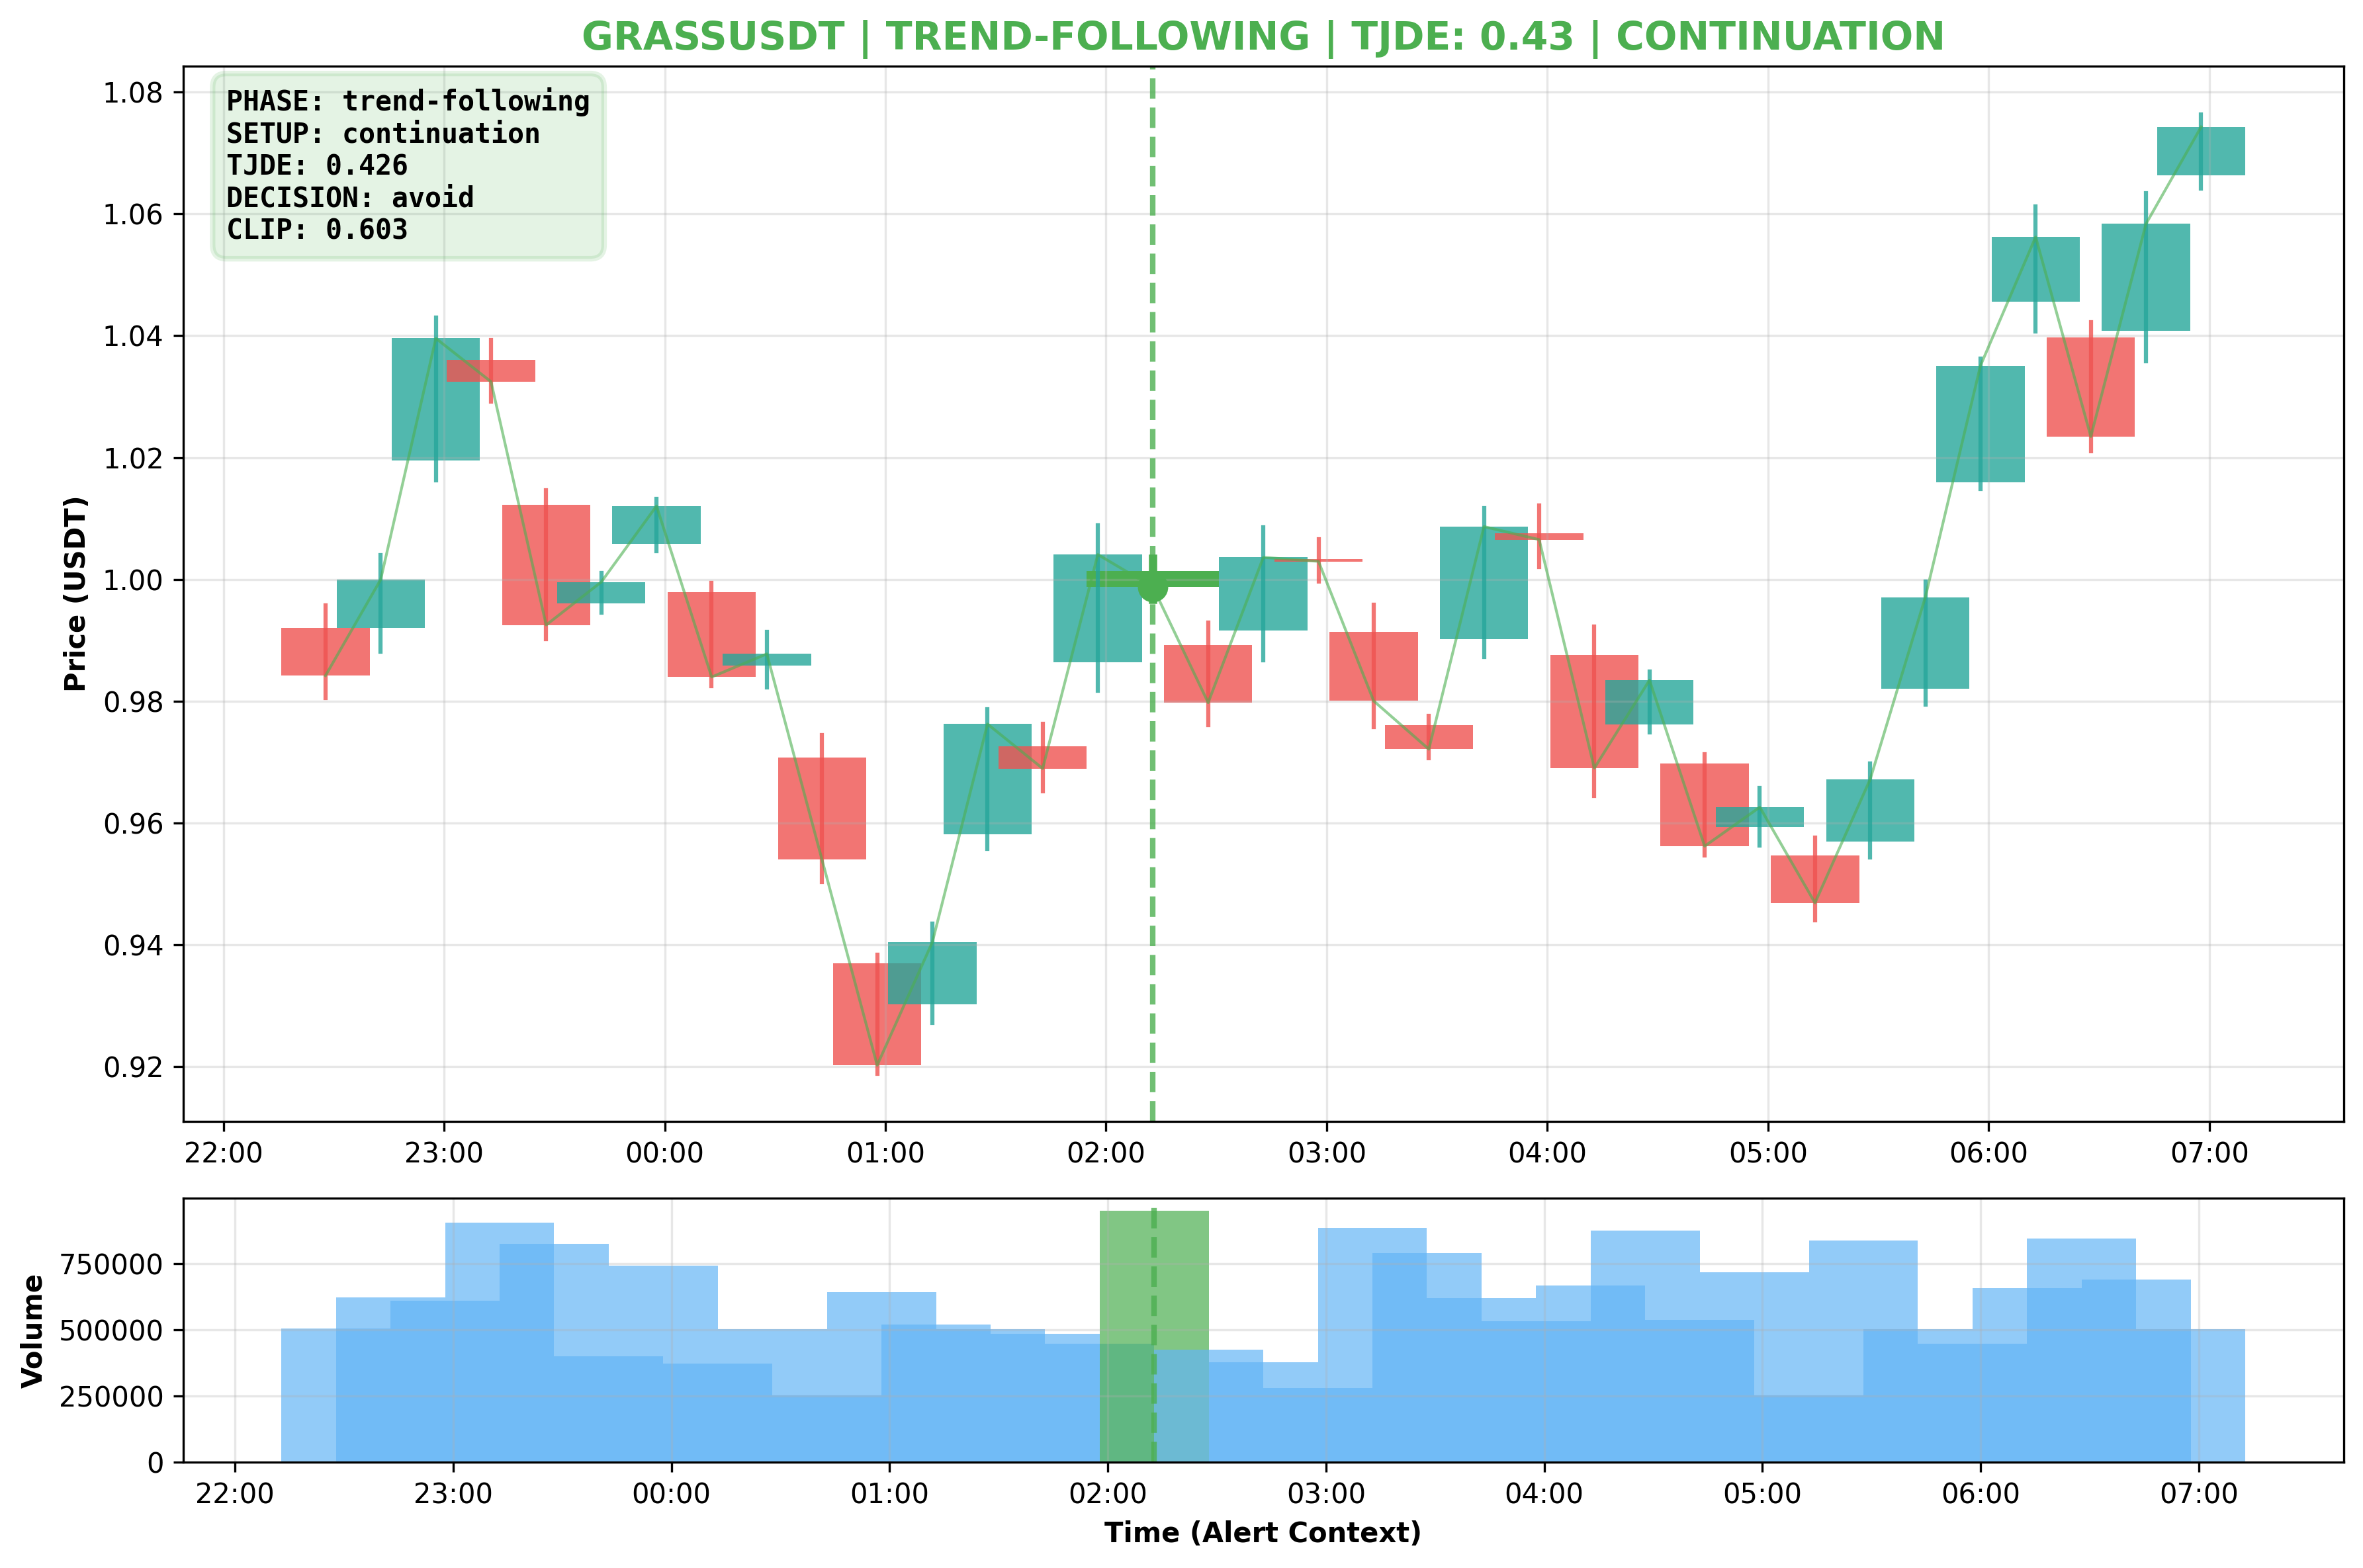 GRASSUSDT | TREND-FOLLOWING | TJDE: 0.43 | CONTINUATION
PHASE: trend-following
SETUP: continuation
TJDE: 0.426
DECISION: avoid
CLIP: 0.603
Price (USDT)
1.08
1.06
1.04
1.02
1.00
0.98
0.96
0.94
0.92
22:00 23:00 00:00 01:00 02:00 03:00 04:00 05:00 06:00 07:00
Volume
750000
500000
250000
0
22:00 23:00 00:00 01:00 02:00 03:00 04:00 05:00 06:00 07:00
Time (Alert Context)